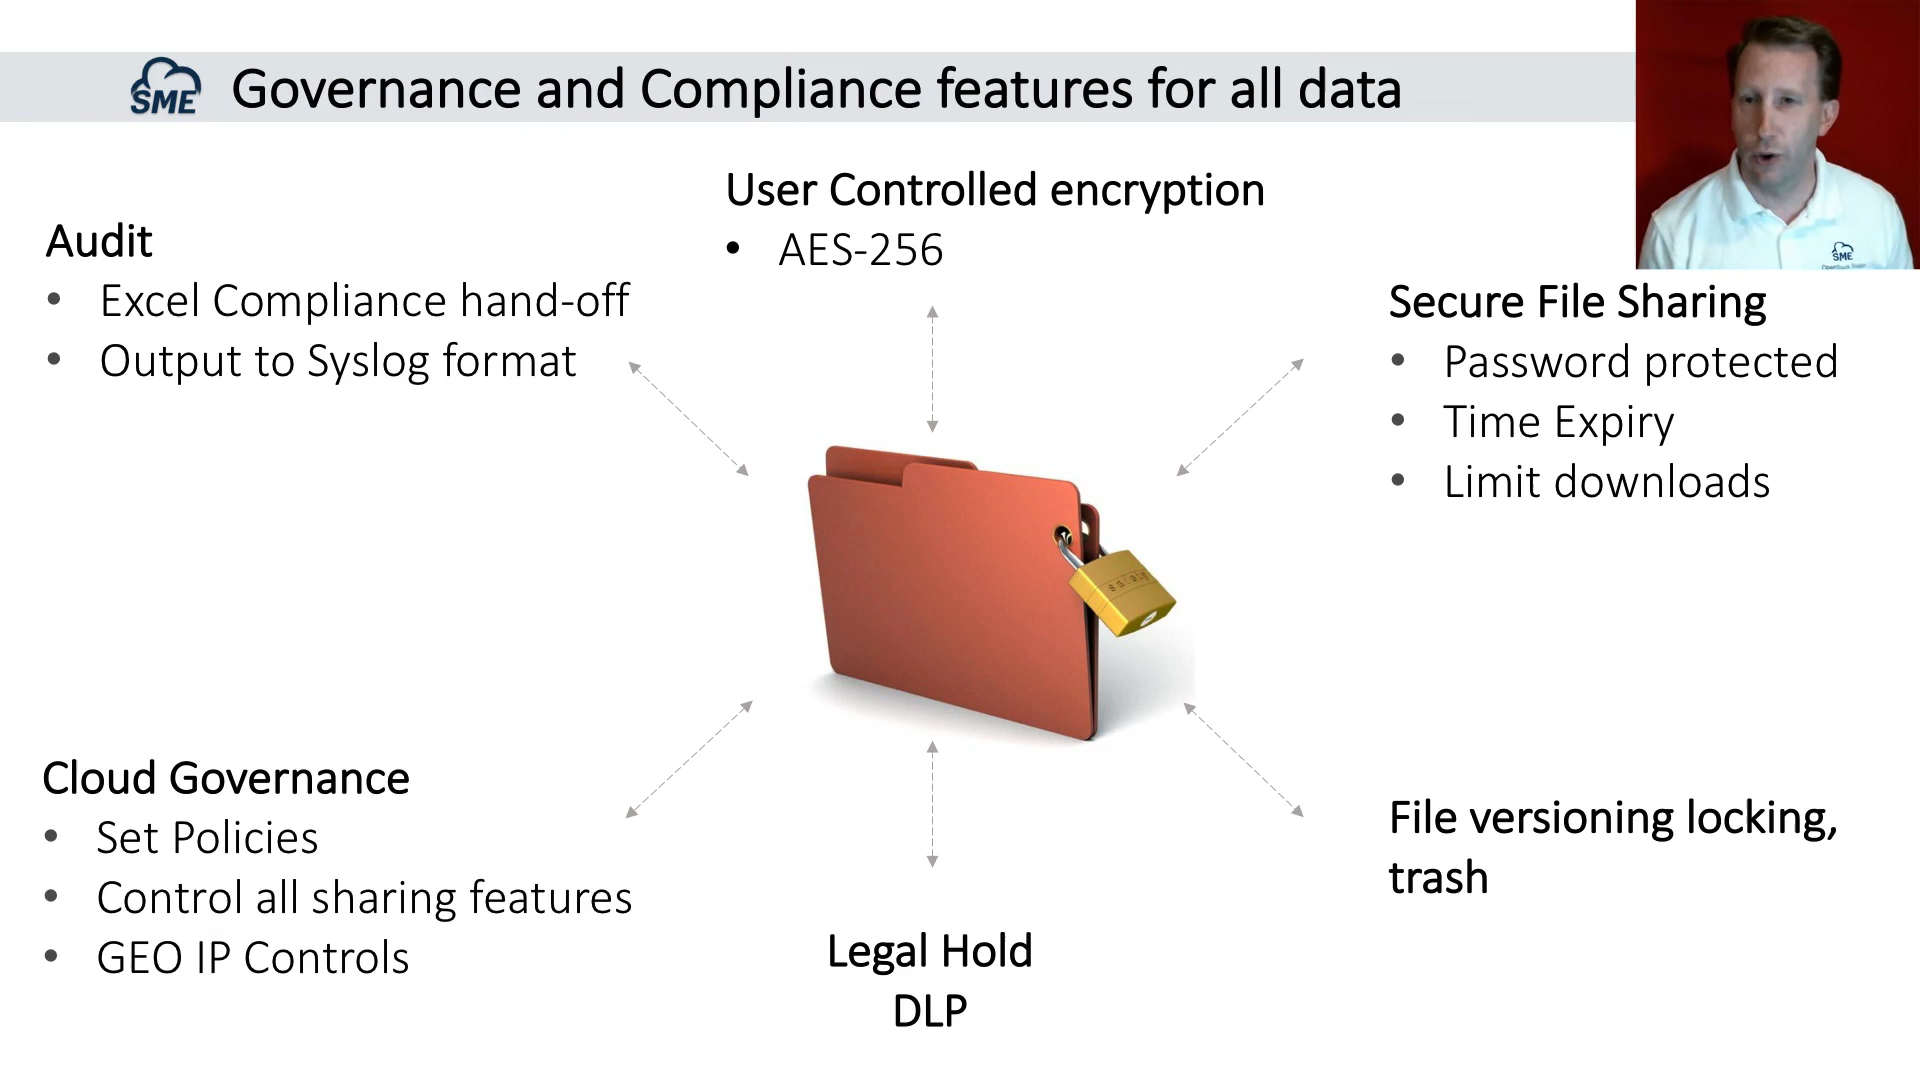 SME
Governance and Compliance features for all data
User Controlled encryption
• AES-256
Audit
• Excel Compliance hand-off
• Output to Syslog format
Secure File Sharing
• Password protected
• Time Expiry
• Limit downloads
Cloud Governance
• Set Policies
• Control all sharing features
• GEO IP Controls
Legal Hold
DLP
File versioning locking,
trash
SME